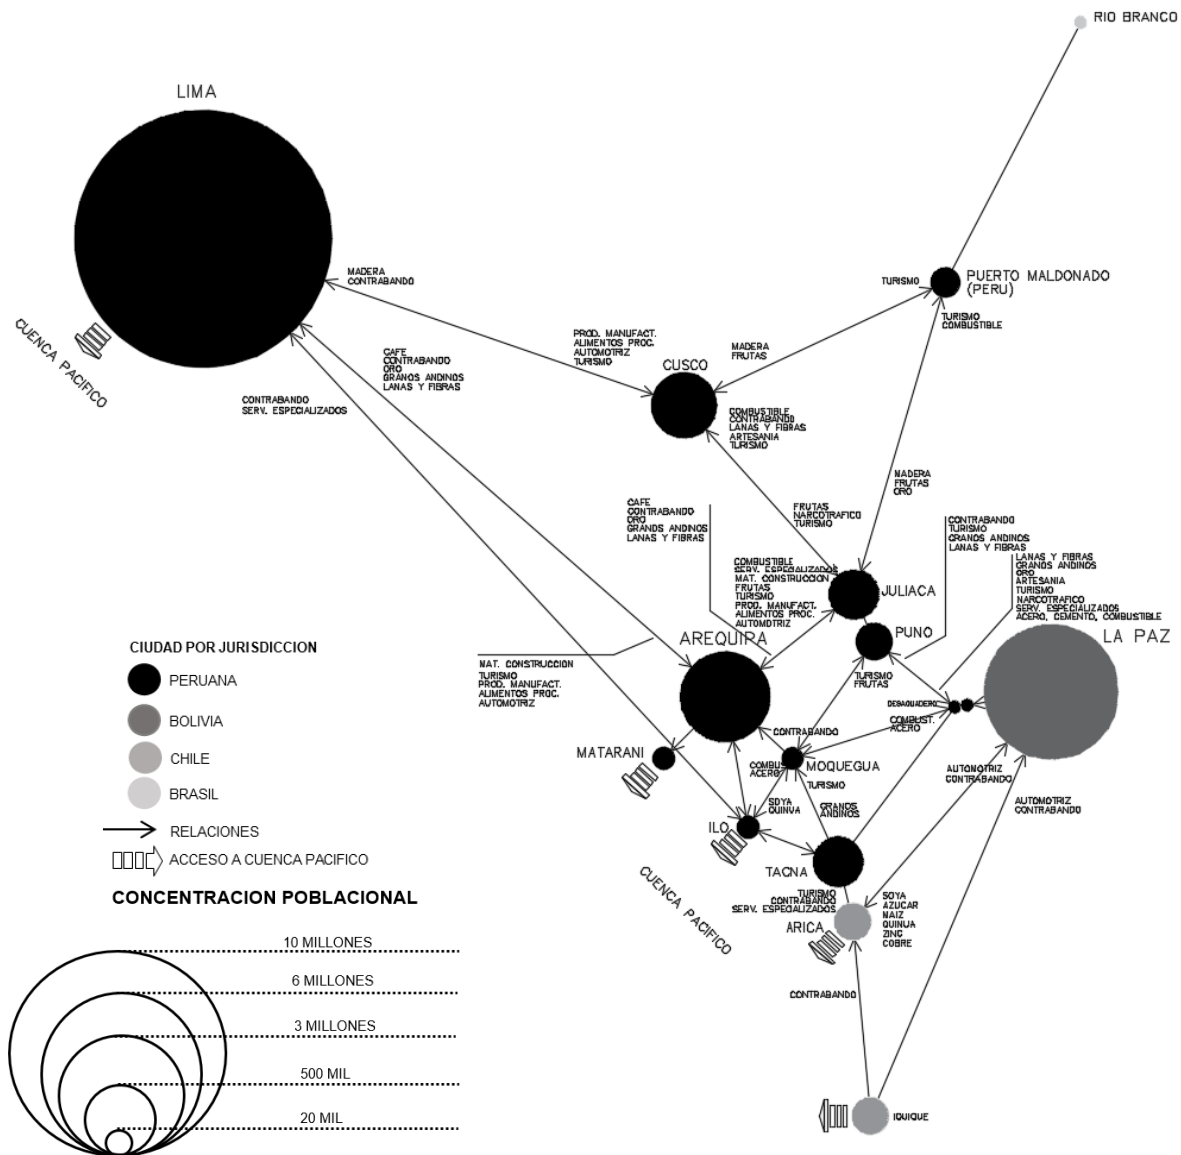 RIO BRANCO
LIMA
MADERA
CONTRABANDO
TURISMO
PUERTO MALDONADO
(PERU)
TURISMO
COMBUSTIBLE
CUENCA PACIFICO
PROD. MANUFACT.
ALIMENTOS PROC.
AUTOMOTRIZ
TURISMO
MADERA
FRUTAS
CAFE
CONTRABANDO
ORO
GRANOS ANDINOS
LANAS Y FIBRAS
CUSCO
CONTRABANDO
SERV. ESPECIALIZADOS
COMBUSTIBLE
CONTRABANDO
LANAS Y FIBRAS
ARTESANIA
TURISMO
MADERA
FRUTAS
ORO
CAFE
CONTRABANDO
ORO
GRANDS ANDINOS
LANAS Y FIBRAS
FRUTAS
NARCOTRAFICO
TURISMO
CONTRABANDO
TURISMO
GRANOS ANDINOS
LANAS Y FIBRAS
LANAS Y FIBRAS
GRANOS ANDINOS
ORO
ARTESANIA
TURISMO
NARCOTRAFICO
SERV. ESPECIALIZADOS
ACERO, CEMENTO, COMBUSTIBLE
COMBUSTIBLE
SERV. ESPECIALIZADOS
MAT. CONSTRUCCION
FRUTAS
TURISMO
PROD. MANUFACT.
ALIMENTOS PROC.
AUTOMOTRIZ
JULIACA
PUNO
LA PAZ
AREQUIPA
MAT. CONSTRUCCION
TURISMO
PROD. MANUFACT.
ALIMENTOS PROC.
AUTOMOTRIZ
TURISMO
FRUTAS
DESAGUADERO
COMBUST.
ACERO
CONTRABANDO
MATARANI
COMBUS
ACERO
MOQUEGUA
TURISMO
AUTOMOTRIZ
CONTRABANDO
SOYA
QUINUA
GRANOS
ANDINOS
AUTOMOTRIZ
CONTRABANDO
ILO
TACNA
CUENCA PACIFICO
TURISMO
CONTRABANDO
SERV. ESPECIALIZADOS
ARICA
SOYA
AZUCAR
MAIZ
QUINUA
ZINC
COBRE
CONTRABANDO
IQUIQUE
CIUDAD POR JURISDICCION
PERUANA
BOLIVIA
CHILE
BRASIL
RELACIONES
ACCESO A CUENCA PACIFICO
CONCENTRACION POBLACIONAL
10 MILLONES
6 MILLONES
3 MILLONES
500 MIL
20 MIL